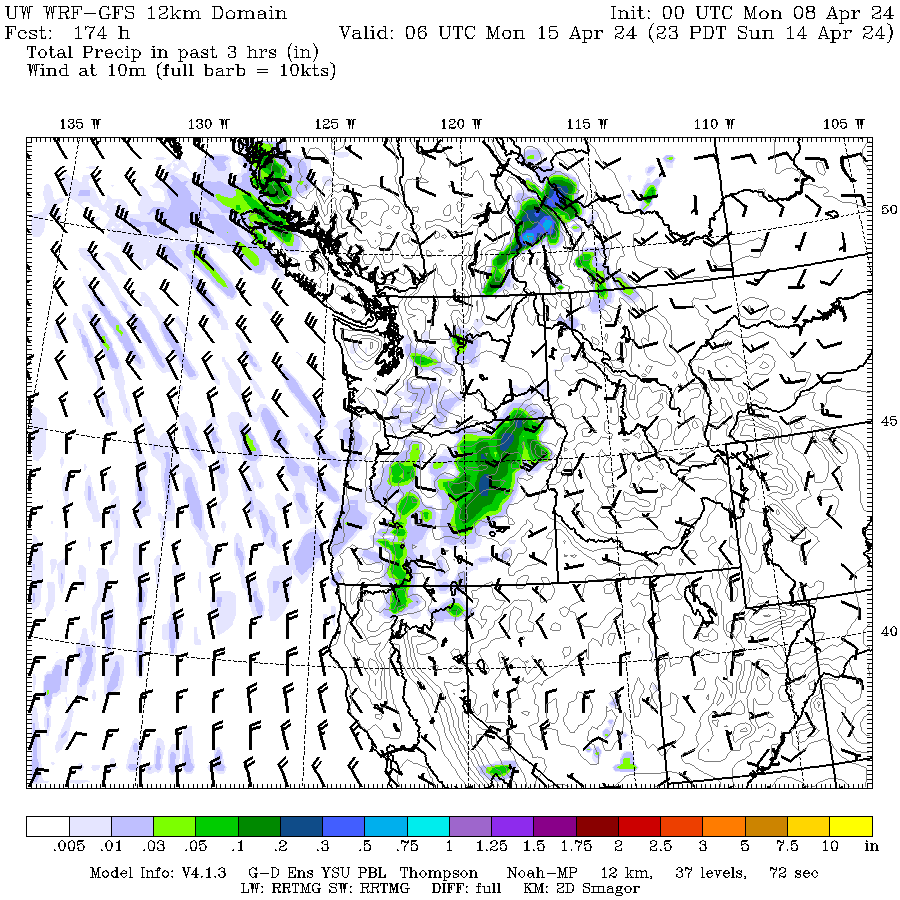 UW WRF-GFS 12km Domain Init: 00 UTC Mon 08 Apr 24
Fcst: 174 h Valid: 06 UTC Mon 15 Apr 24 (23 PDT Sun 14 Apr 24)
Total Precip in past 3 hrs (in)
Wind at 10m (full barb = 10kts)
135 W 130 W 125 W 120 W 115 W 110 W 105 W
50
45
40
.005 .01 .03 .05 .1 .2 .3 .5 .75 1 1.25 1.5 1.75 2 2.5 3 5 7.5 10 in
Model Info: V4.1.3 G-D Ens YSU PBL Thompson Noah-MP 12 km, 37 levels, 72 sec
LW: RRTMG SW: RRTMG DIFF: full KM: 2D Smagor